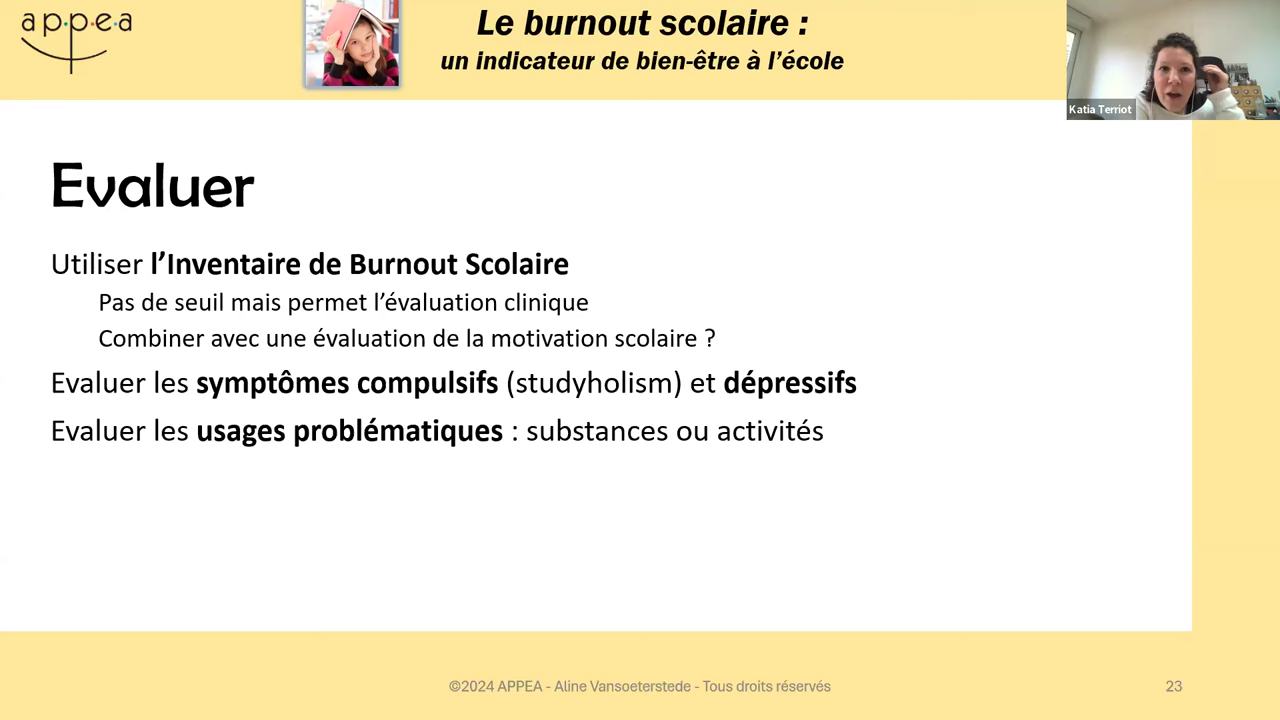 a·p·p·e·a
Le burnout scolaire :
un indicateur de bien-être à l’école
Katia Terriot
Evaluer
Utiliser l’Inventaire de Burnout Scolaire
Pas de seuil mais permet l’évaluation clinique
Combiner avec une évaluation de la motivation scolaire ?
Evaluer les symptômes compulsifs (studyholism) et dépressifs
Evaluer les usages problématiques : substances ou activités
©2024 APPEA - Aline Vansoeterstede - Tous droits réservés
23